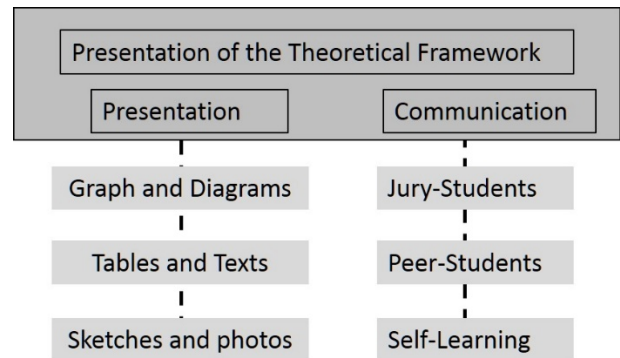 Presentation of the Theoretical Framework
Presentation
Communication
Graph and Diagrams
Jury-Students
Tables and Texts
Peer-Students
Sketches and photos
Self-Learning